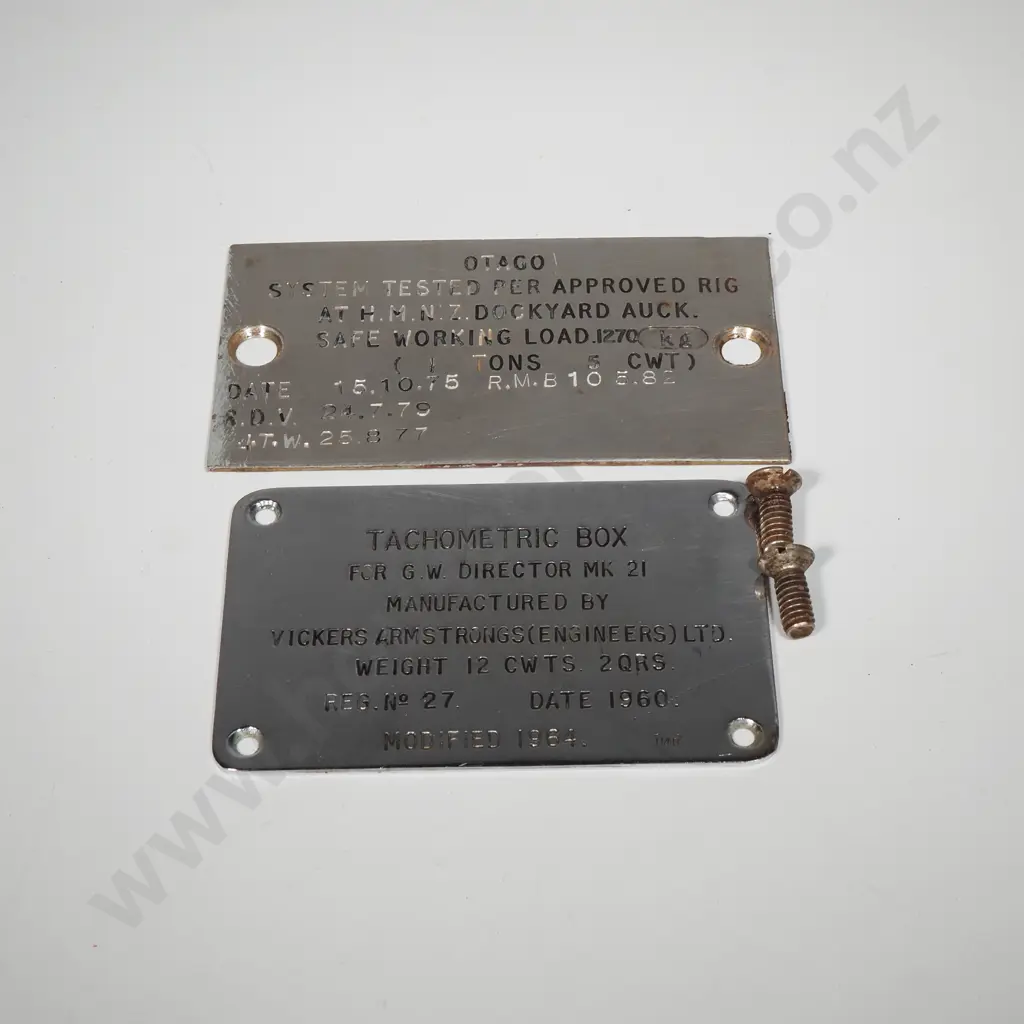 OTAGO
SYSTEM TESTED PER APPROVED RIG
AT H.M.N.Z. DOCKYARD AUCK.
SAFE WORKING LOAD. 1270 kg
( 1 TONS 5 CWT)
DATE 15.10.75 R.M.B 10 5.82
R.D.V. 24.7.79
J.T.W. 25.8 77
TACHOMETRIC BOX
FOR G.W. DIRECTOR MK 21
MANUFACTURED BY
VICKERS ARMSTRONGS (ENGINEERS) LTD.
WEIGHT 12 CWTS. 2 QRS.
REG. Nº 27. DATE 1960.
MODIFIED 1964.